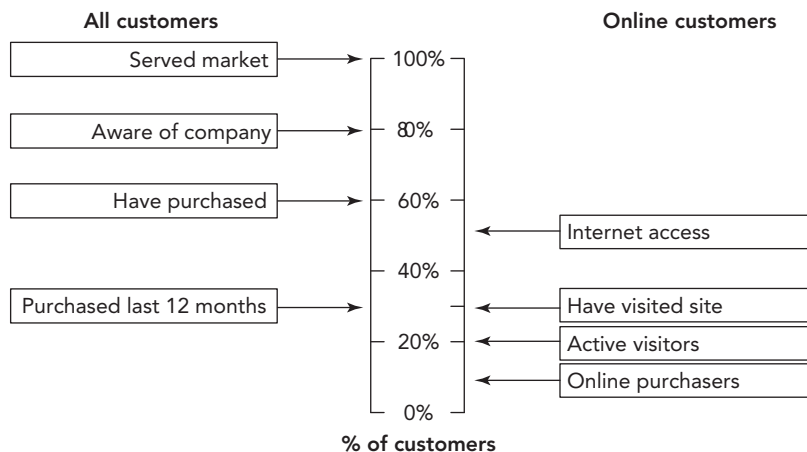 All customers
Online customers
Served market
100%
Aware of company
80%
Have purchased
60%
Internet access
40%
Purchased last 12 months
Have visited site
20%
Active visitors
Online purchasers
0%
% of customers